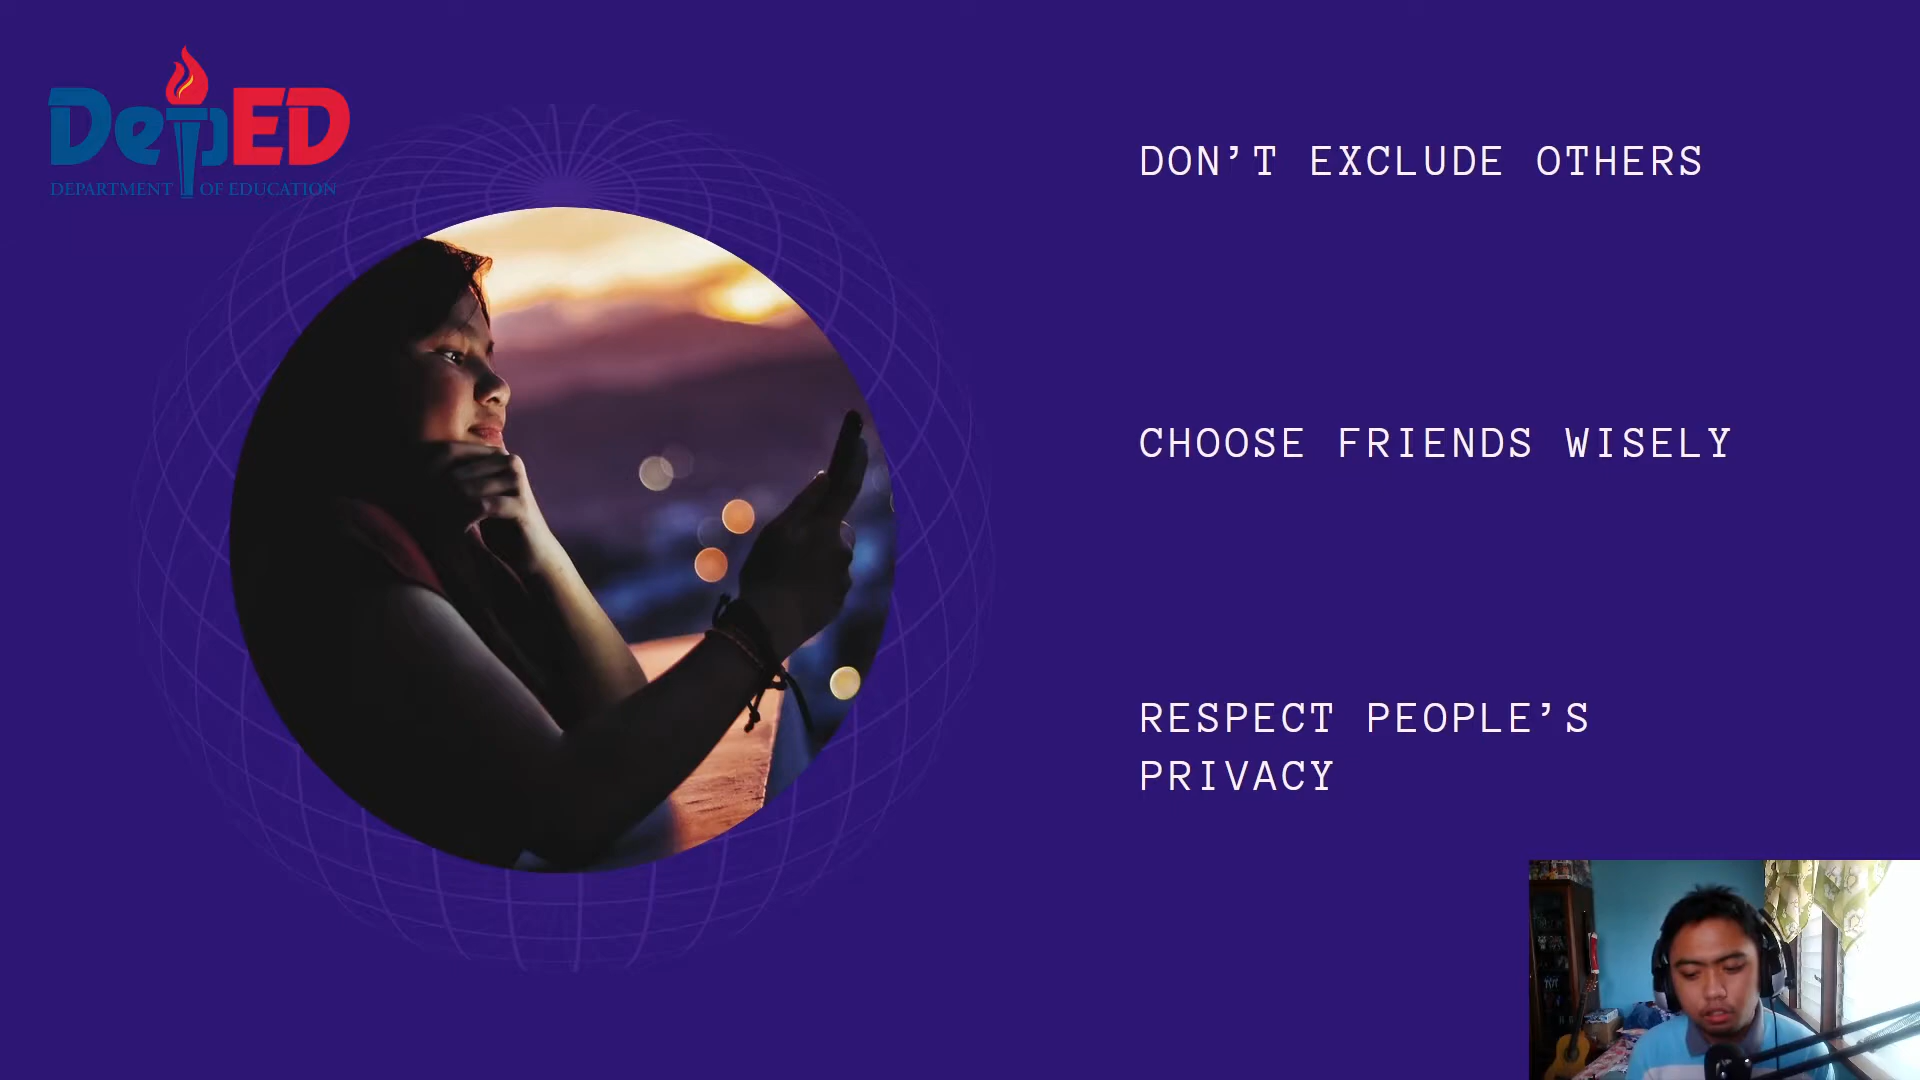 DepED
DEPARTMENT OF EDUCATION
DON’T EXCLUDE OTHERS
CHOOSE FRIENDS WISELY
RESPECT PEOPLE’S
PRIVACY